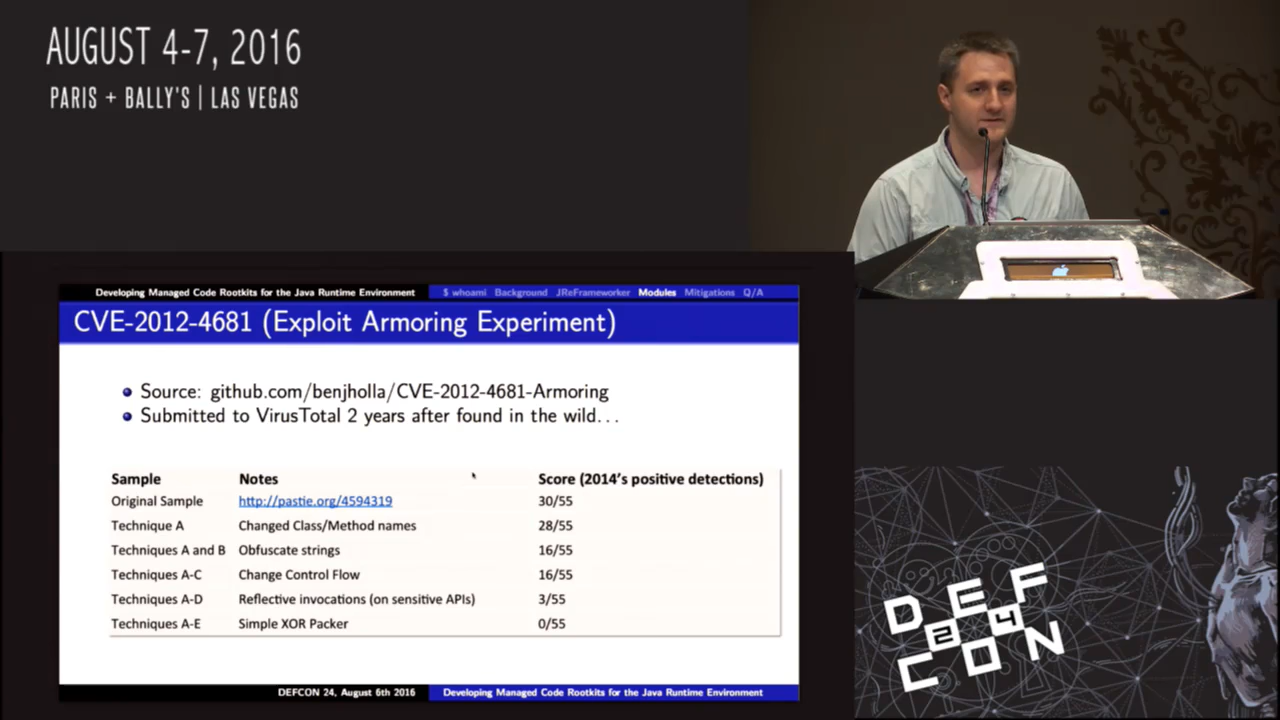 AUGUST 4-7, 2016
PARIS + BALLY'S | LAS VEGAS
Developing Managed Code Rootkits for the Java Runtime Environment
$ whoami Background JReFrameworker Modules Mitigations Q/A
CVE-2012-4681 (Exploit Armoring Experiment)
Source: github.com/benjholla/CVE-2012-4681-Armoring
Submitted to VirusTotal 2 years after found in the wild...
Sample Notes Score (2014's positive detections)
Original Sample http://pastie.org/4594319 30/55
Technique A Changed Class/Method names 28/55
Techniques A and B Obfuscate strings 16/55
Techniques A-C Change Control Flow 16/55
Techniques A-D Reflective invocations (on sensitive APIs) 3/55
Techniques A-E Simple XOR Packer 0/55
DEFCON 24, August 6th 2016
Developing Managed Code Rootkits for the Java Runtime Environment
DEF
24
CON